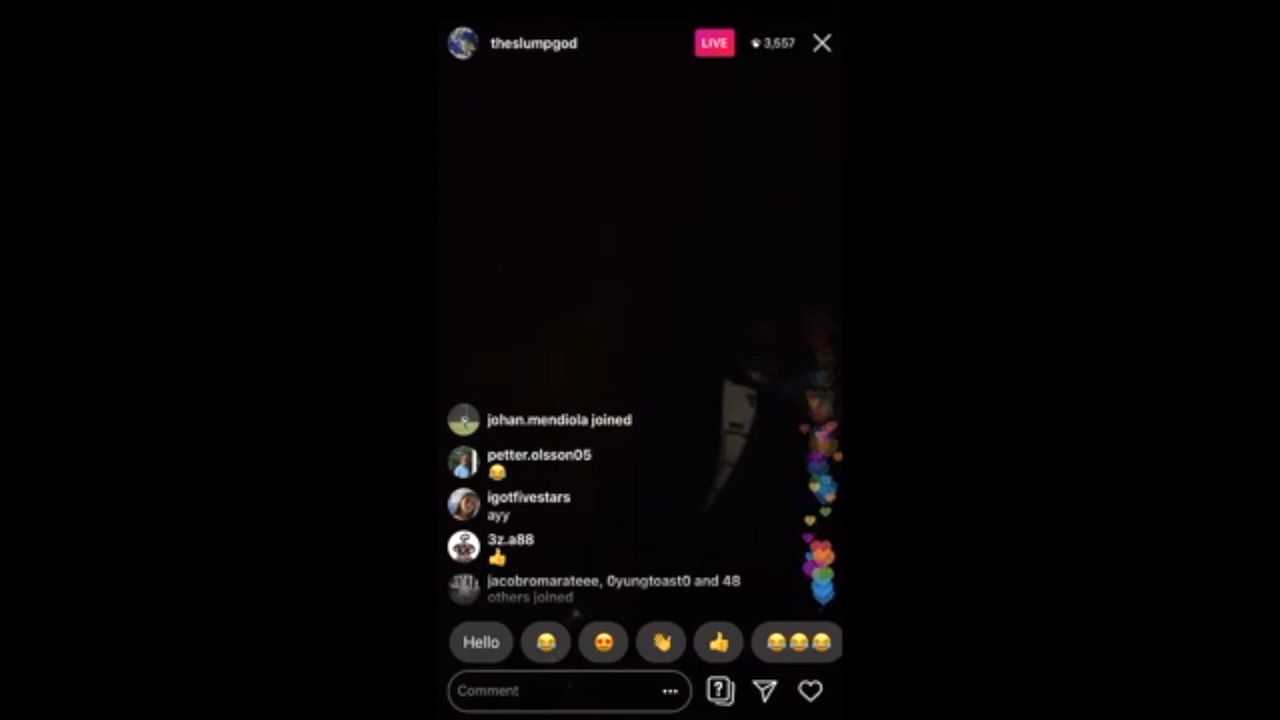 theslumpgod
LIVE
3,557
johan.mendiola joined
petter.olsson05
😂
igotfivestars
ayy
3z.a88
👍
jacobromarateee, 0yungtoast0 and 48
others joined
Hello 😂 😍 👋 👍 😂😂😂
Comment